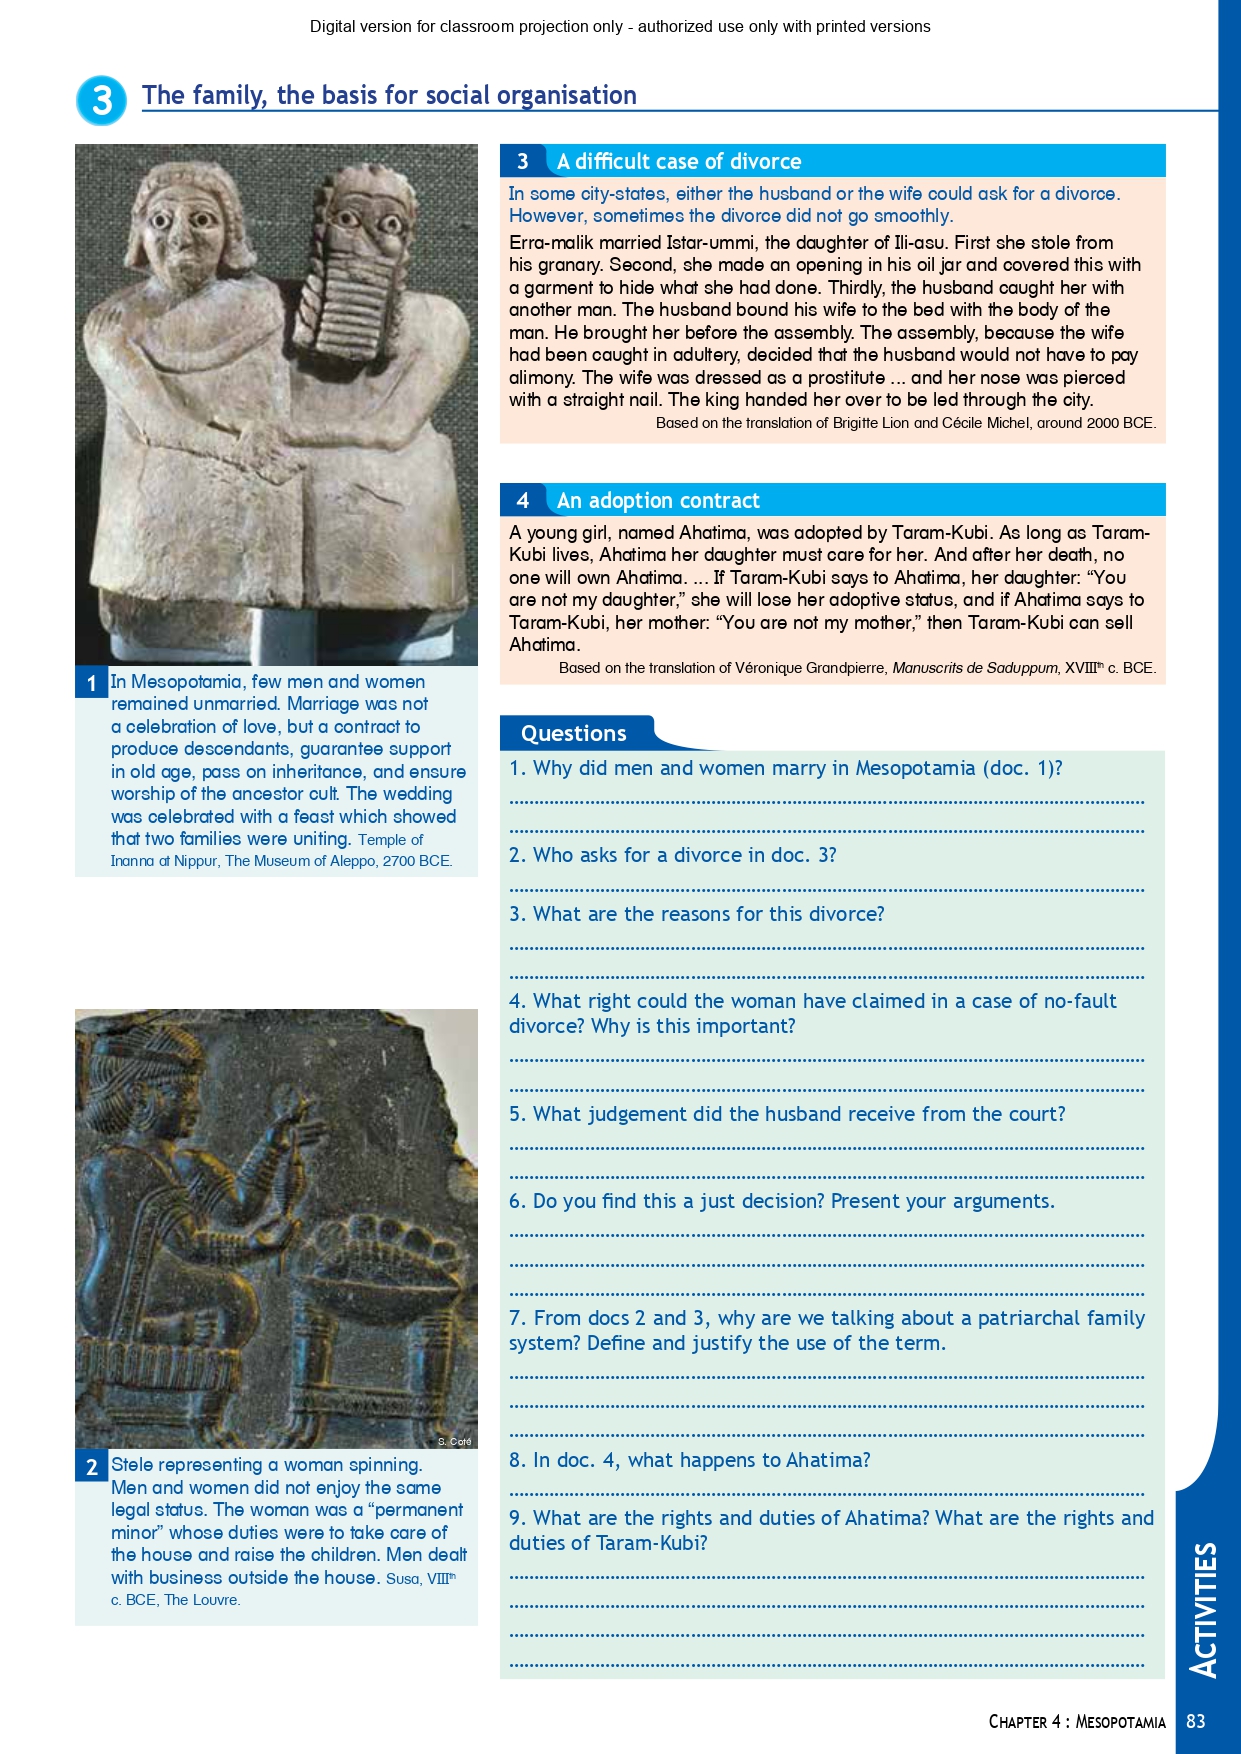 Digital version for classroom projection only - authorized use only with printed versions
3 The family, the basis for social organisation
1 In Mesopotamia, few men and women
remained unmarried. Marriage was not
a celebration of love, but a contract to
produce descendants, guarantee support
in old age, pass on inheritance, and ensure
worship of the ancestor cult. The wedding
was celebrated with a feast which showed
that two families were uniting. Temple of
Inanna at Nippur, The Museum of Aleppo, 2700 BCE.
S. Coté
2 Stele representing a woman spinning.
Men and women did not enjoy the same
legal status. The woman was a “permanent
minor” whose duties were to take care of
the house and raise the children. Men dealt
with business outside the house. Susa, VIIIth
c. BCE, The Louvre.
3 A difficult case of divorce
In some city-states, either the husband or the wife could ask for a divorce.
However, sometimes the divorce did not go smoothly.
Erra-malik married Istar-ummi, the daughter of Ili-asu. First she stole from
his granary. Second, she made an opening in his oil jar and covered this with
a garment to hide what she had done. Thirdly, the husband caught her with
another man. The husband bound his wife to the bed with the body of the
man. He brought her before the assembly. The assembly, because the wife
had been caught in adultery, decided that the husband would not have to pay
alimony. The wife was dressed as a prostitute ... and her nose was pierced
with a straight nail. The king handed her over to be led through the city.
Based on the translation of Brigitte Lion and Cécile Michel, around 2000 BCE.
4 An adoption contract
A young girl, named Ahatima, was adopted by Taram-Kubi. As long as Taram-
Kubi lives, Ahatima her daughter must care for her. And after her death, no
one will own Ahatima. ... If Taram-Kubi says to Ahatima, her daughter: “You
are not my daughter,” she will lose her adoptive status, and if Ahatima says to
Taram-Kubi, her mother: “You are not my mother,” then Taram-Kubi can sell
Ahatima.
Based on the translation of Véronique Grandpierre, Manuscrits de Saduppum, XVIIIth c. BCE.
Questions
1. Why did men and women marry in Mesopotamia (doc. 1)?
2. Who asks for a divorce in doc. 3?
3. What are the reasons for this divorce?
4. What right could the woman have claimed in a case of no-fault
divorce? Why is this important?
5. What judgement did the husband receive from the court?
6. Do you find this a just decision? Present your arguments.
7. From docs 2 and 3, why are we talking about a patriarchal family
system? Define and justify the use of the term.
8. In doc. 4, what happens to Ahatima?
9. What are the rights and duties of Ahatima? What are the rights and
duties of Taram-Kubi?
ACTIVITIES
CHAPTER 4 : MESOPOTAMIA 83